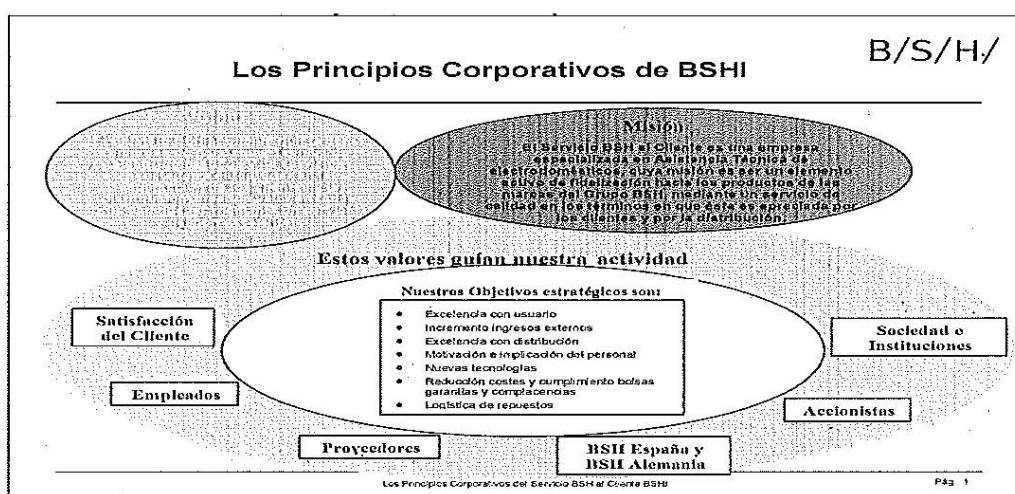 B/S/H/
Los Principios Corporativos de BSHI
Misión
El Servicio BSH al Cliente es una empresa
especializada en Asistencia Técnica de
electrodomésticos, cuya misión es ser un elemento
activo de fidelización hacia los productos de las
marcas del Grupo BSH, mediante un servicio de
calidad en los términos en que ésta es apreciada por
los clientes y por la distribución.
Estos valores guían nuestra actividad
Nuestros Objetivos estratégicos son:
• Excelencia con usuario
• Incremento ingresos externos
• Excelencia con distribución
• Motivación e implicación del personal
• Nuevas tecnologías
• Reducción costes y cumplimiento bolsas
garantías y complacencias
• Logística de repuestos
Satisfacción
del Cliente
Empleados
Proveedores
BSH España y
BSH Alemania
Accionistas
Sociedad e
Instituciones
Los Principios Corporativos del Servicio BSH al Cliente BSHI
Pág. 1